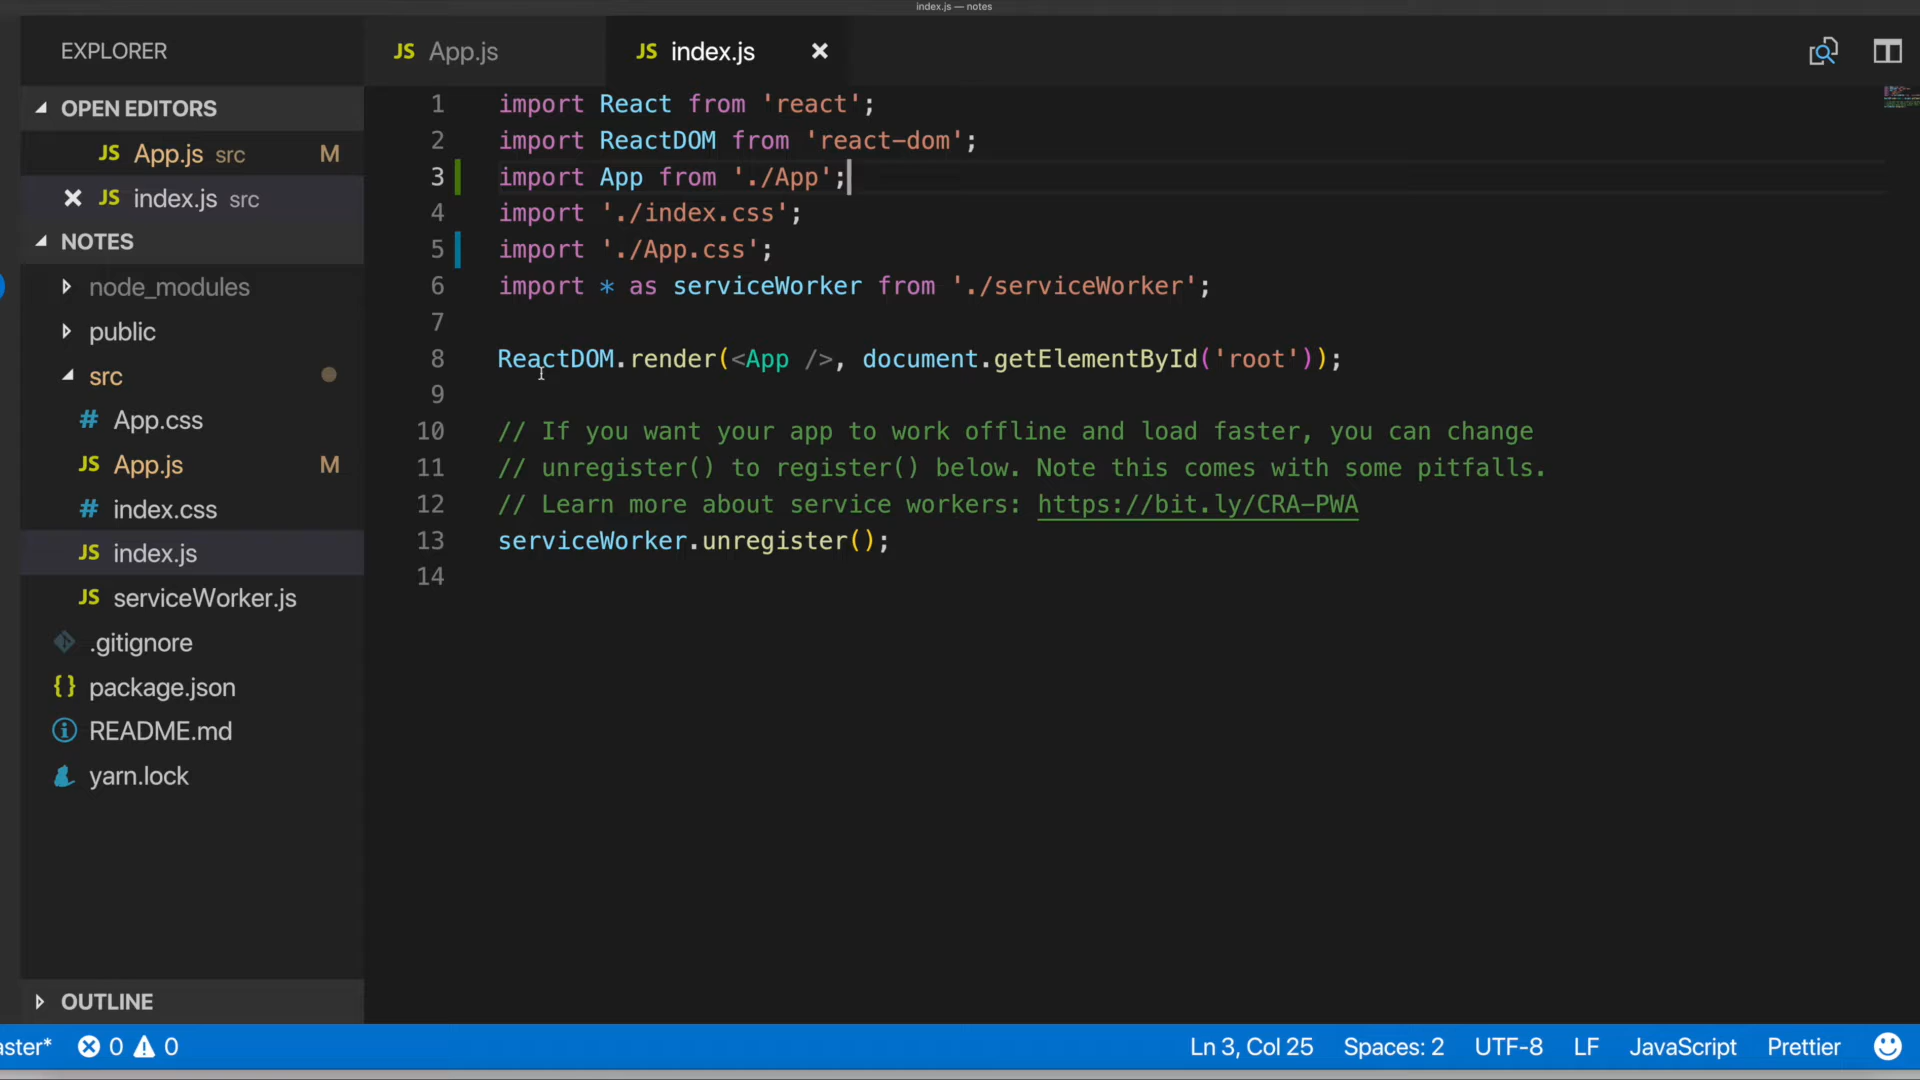 index.js — notes
EXPLORER
OPEN EDITORS
JS App.js src M
JS index.js src
NOTES
node_modules
public
src
# App.css
JS App.js M
# index.css
JS index.js
JS serviceWorker.js
.gitignore
{ } package.json
README.md
yarn.lock
OUTLINE
JS App.js
JS index.js
1 import React from 'react';
2 import ReactDOM from 'react-dom';
3 import App from './App';
4 import './index.css';
5 import './App.css';
6 import * as serviceWorker from './serviceWorker';
7
8 ReactDOM.render(<App />, document.getElementById('root'));
9
10 // If you want your app to work offline and load faster, you can change
11 // unregister() to register() below. Note this comes with some pitfalls.
12 // Learn more about service workers: https://bit.ly/CRA-PWA
13 serviceWorker.unregister();
14
aster* 0 0 Ln 3, Col 25 Spaces: 2 UTF-8 LF JavaScript Prettier